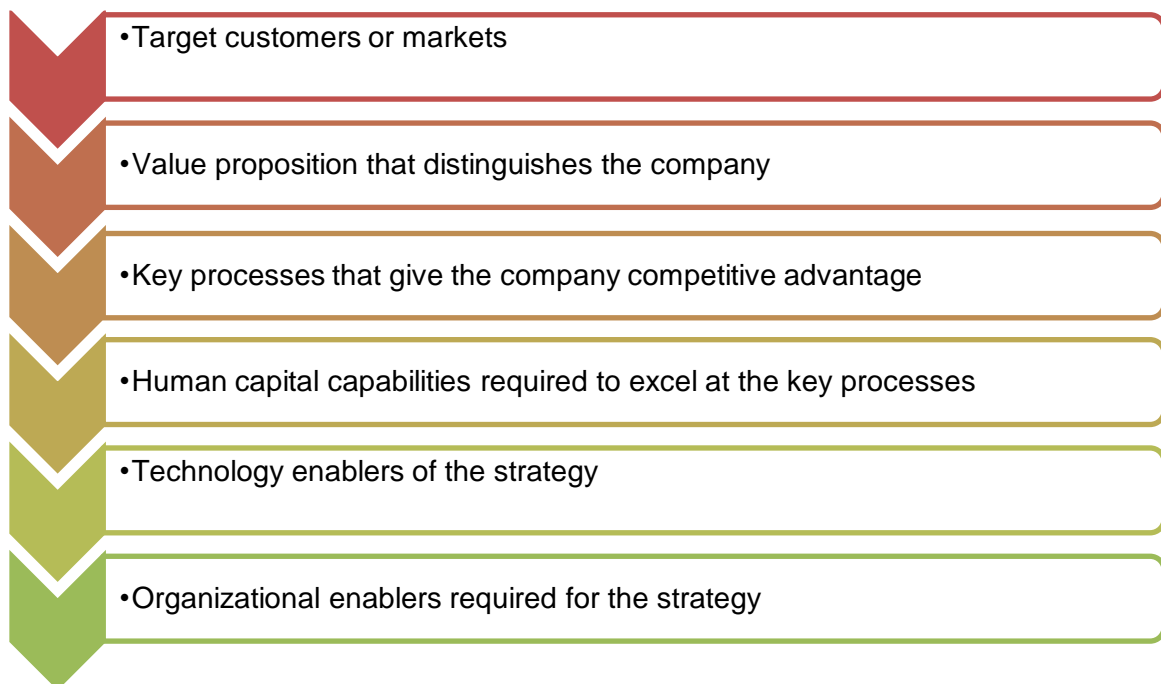 •Target customers or markets
•Value proposition that distinguishes the company
•Key processes that give the company competitive advantage
•Human capital capabilities required to excel at the key processes
•Technology enablers of the strategy
•Organizational enablers required for the strategy